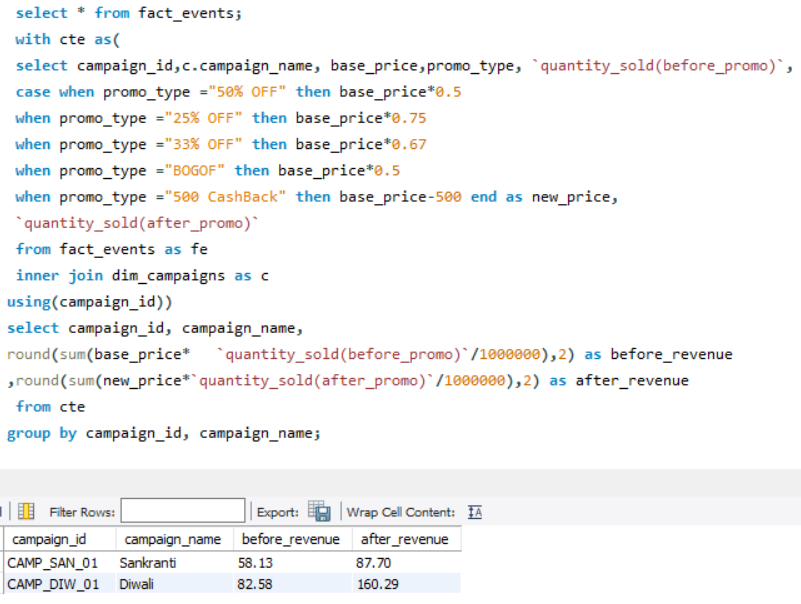 select * from fact_events;
with cte as(
select campaign_id,c.campaign_name, base_price,promo_type, `quantity_sold(before_promo)`,
case when promo_type ="50% OFF" then base_price*0.5
when promo_type ="25% OFF" then base_price*0.75
when promo_type ="33% OFF" then base_price*0.67
when promo_type ="BOGOF" then base_price*0.5
when promo_type ="500 CashBack" then base_price-500 end as new_price,
`quantity_sold(after_promo)`
from fact_events as fe
inner join dim_campaigns as c
using(campaign_id))
select campaign_id, campaign_name,
round(sum(base_price*   `quantity_sold(before_promo)`/1000000),2) as before_revenue
,round(sum(new_price*`quantity_sold(after_promo)`/1000000),2) as after_revenue
from cte
group by campaign_id, campaign_name;
Filter Rows: Export: Wrap Cell Content:
campaign_id campaign_name before_revenue after_revenue
CAMP_SAN_01 Sankranti 58.13 87.70
CAMP_DIW_01 Diwali 82.58 160.29